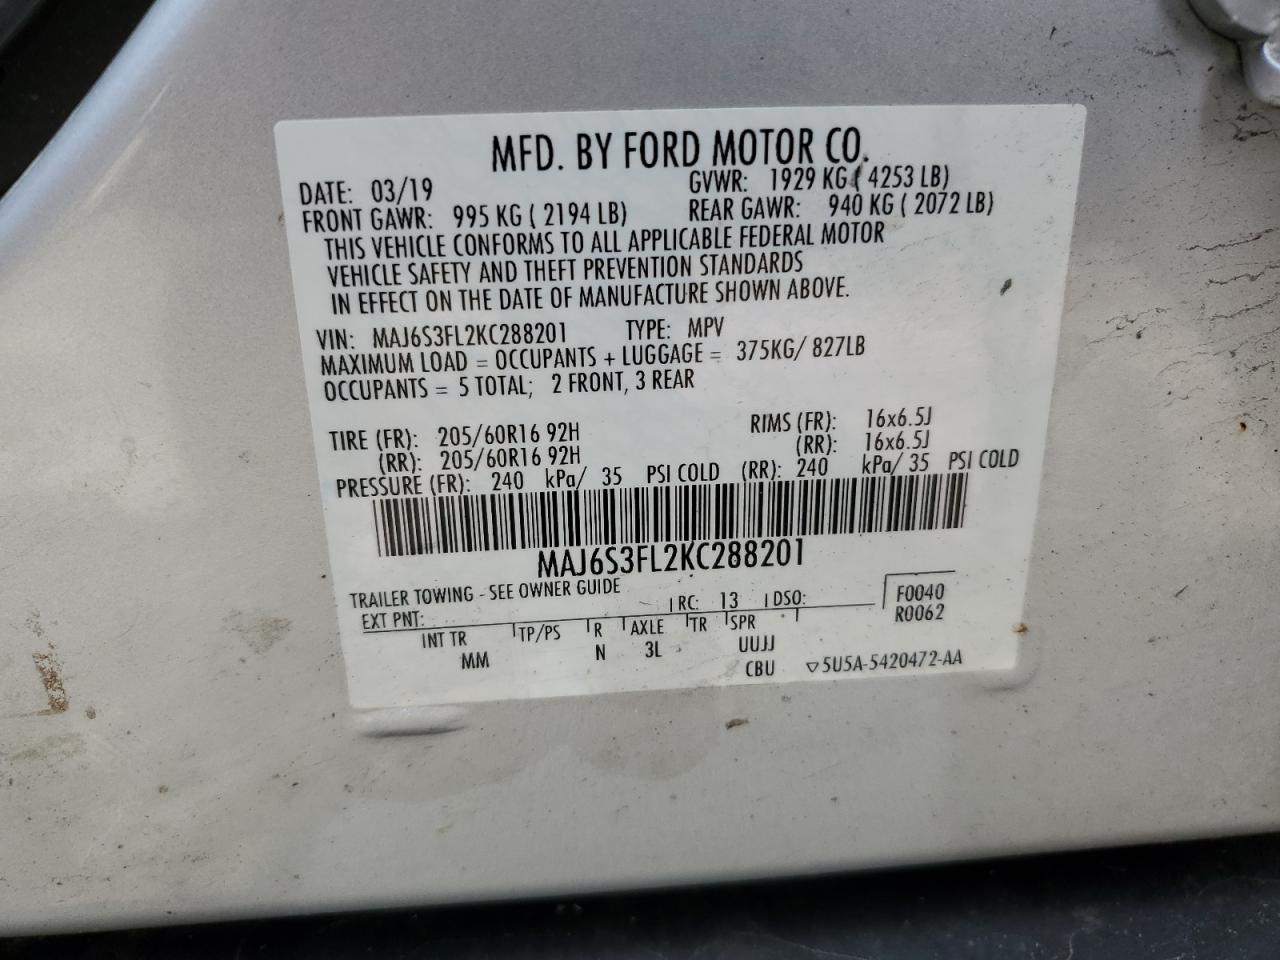 MFD. BY FORD MOTOR CO.
DATE: 03/19 GVWR: 1929 KG ( 4253 LB)
FRONT GAWR: 995 KG ( 2194 LB) REAR GAWR: 940 KG ( 2072 LB)
THIS VEHICLE CONFORMS TO ALL APPLICABLE FEDERAL MOTOR
VEHICLE SAFETY AND THEFT PREVENTION STANDARDS
IN EFFECT ON THE DATE OF MANUFACTURE SHOWN ABOVE.
VIN: MAJ6S3FL2KC288201 TYPE: MPV
MAXIMUM LOAD = OCCUPANTS + LUGGAGE = 375KG/ 827LB
OCCUPANTS = 5 TOTAL; 2 FRONT, 3 REAR
TIRE (FR): 205/60R16 92H RIMS (FR): 16x6.5J
(RR): 205/60R16 92H (RR): 16x6.5J
PRESSURE (FR): 240 kPa/ 35 PSI COLD (RR): 240 kPa/ 35 PSI COLD
MAJ6S3FL2KC288201
TRAILER TOWING - SEE OWNER GUIDE
EXT PNT: RC: 13 DSO: F0040
R0062
INT TR TP/PS R AXLE TR SPR
MM N 3L UUJJ
CBU ▽5U5A-5420472-AA